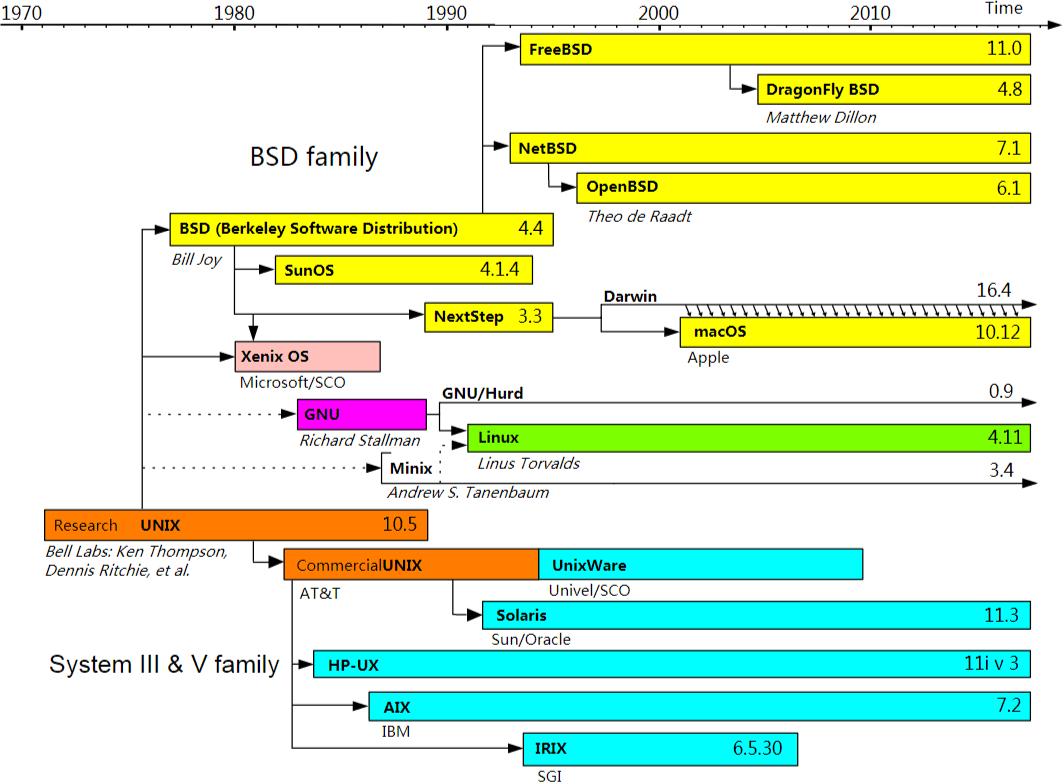 1970 1980 1990 2000 2010 Time
FreeBSD 11.0
DragonFly BSD 4.8
Matthew Dillon
BSD family
NetBSD 7.1
OpenBSD 6.1
Theo de Raadt
BSD (Berkeley Software Distribution) 4.4
Bill Joy
SunOS 4.1.4
Darwin 16.4
NextStep 3.3
macOS 10.12
Apple
Xenix OS
Microsoft/SCO
GNU/Hurd 0.9
GNU
Richard Stallman
Linux 4.11
Linus Torvalds
Minix 3.4
Andrew S. Tanenbaum
Research UNIX 10.5
Bell Labs: Ken Thompson,
Dennis Ritchie, et al.
CommercialUNIX UnixWare
AT&T Univel/SCO
Solaris 11.3
Sun/Oracle
System III & V family
HP-UX 11i v 3
AIX 7.2
IBM
IRIX 6.5.30
SGI